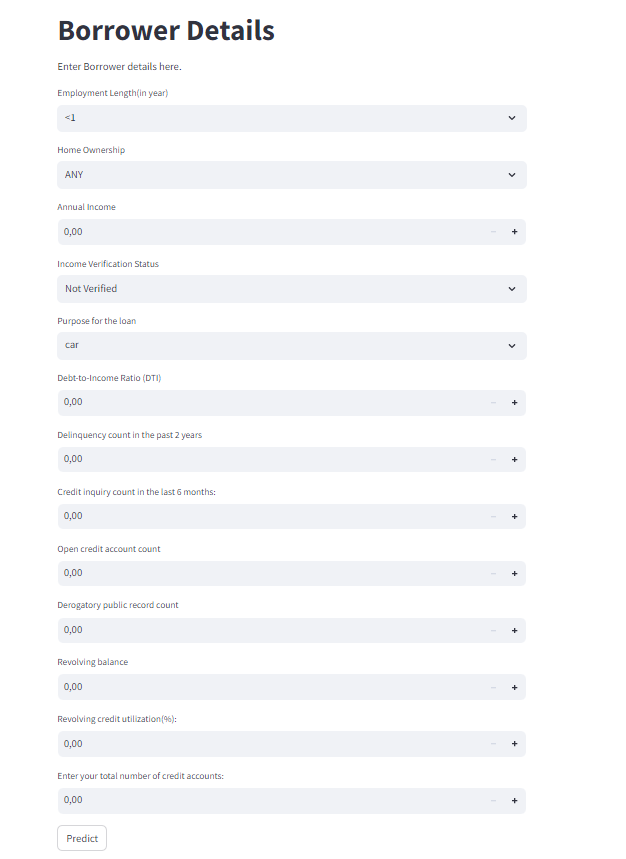 Borrower Details
Enter Borrower details here.
Employment Length(in year)
<1
Home Ownership
ANY
Annual Income
0,00
Income Verification Status
Not Verified
Purpose for the loan
car
Debt-to-Income Ratio (DTI)
0,00
Delinquency count in the past 2 years
0,00
Credit inquiry count in the last 6 months:
0,00
Open credit account count
0,00
Derogatory public record count
0,00
Revolving balance
0,00
Revolving credit utilization(%):
0,00
Enter your total number of credit accounts:
0,00
Predict